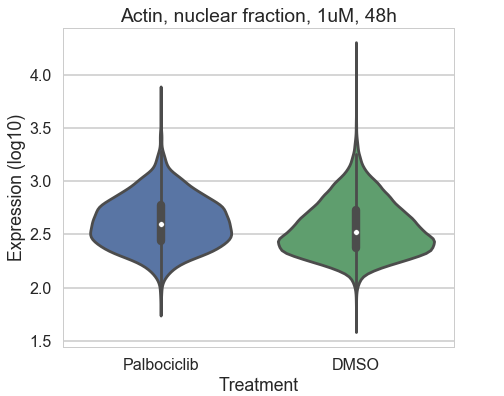 Actin, nuclear fraction, 1uM, 48h
Expression (log10)
4.0
3.5
3.0
2.5
2.0
1.5
Palbociclib DMSO
Treatment